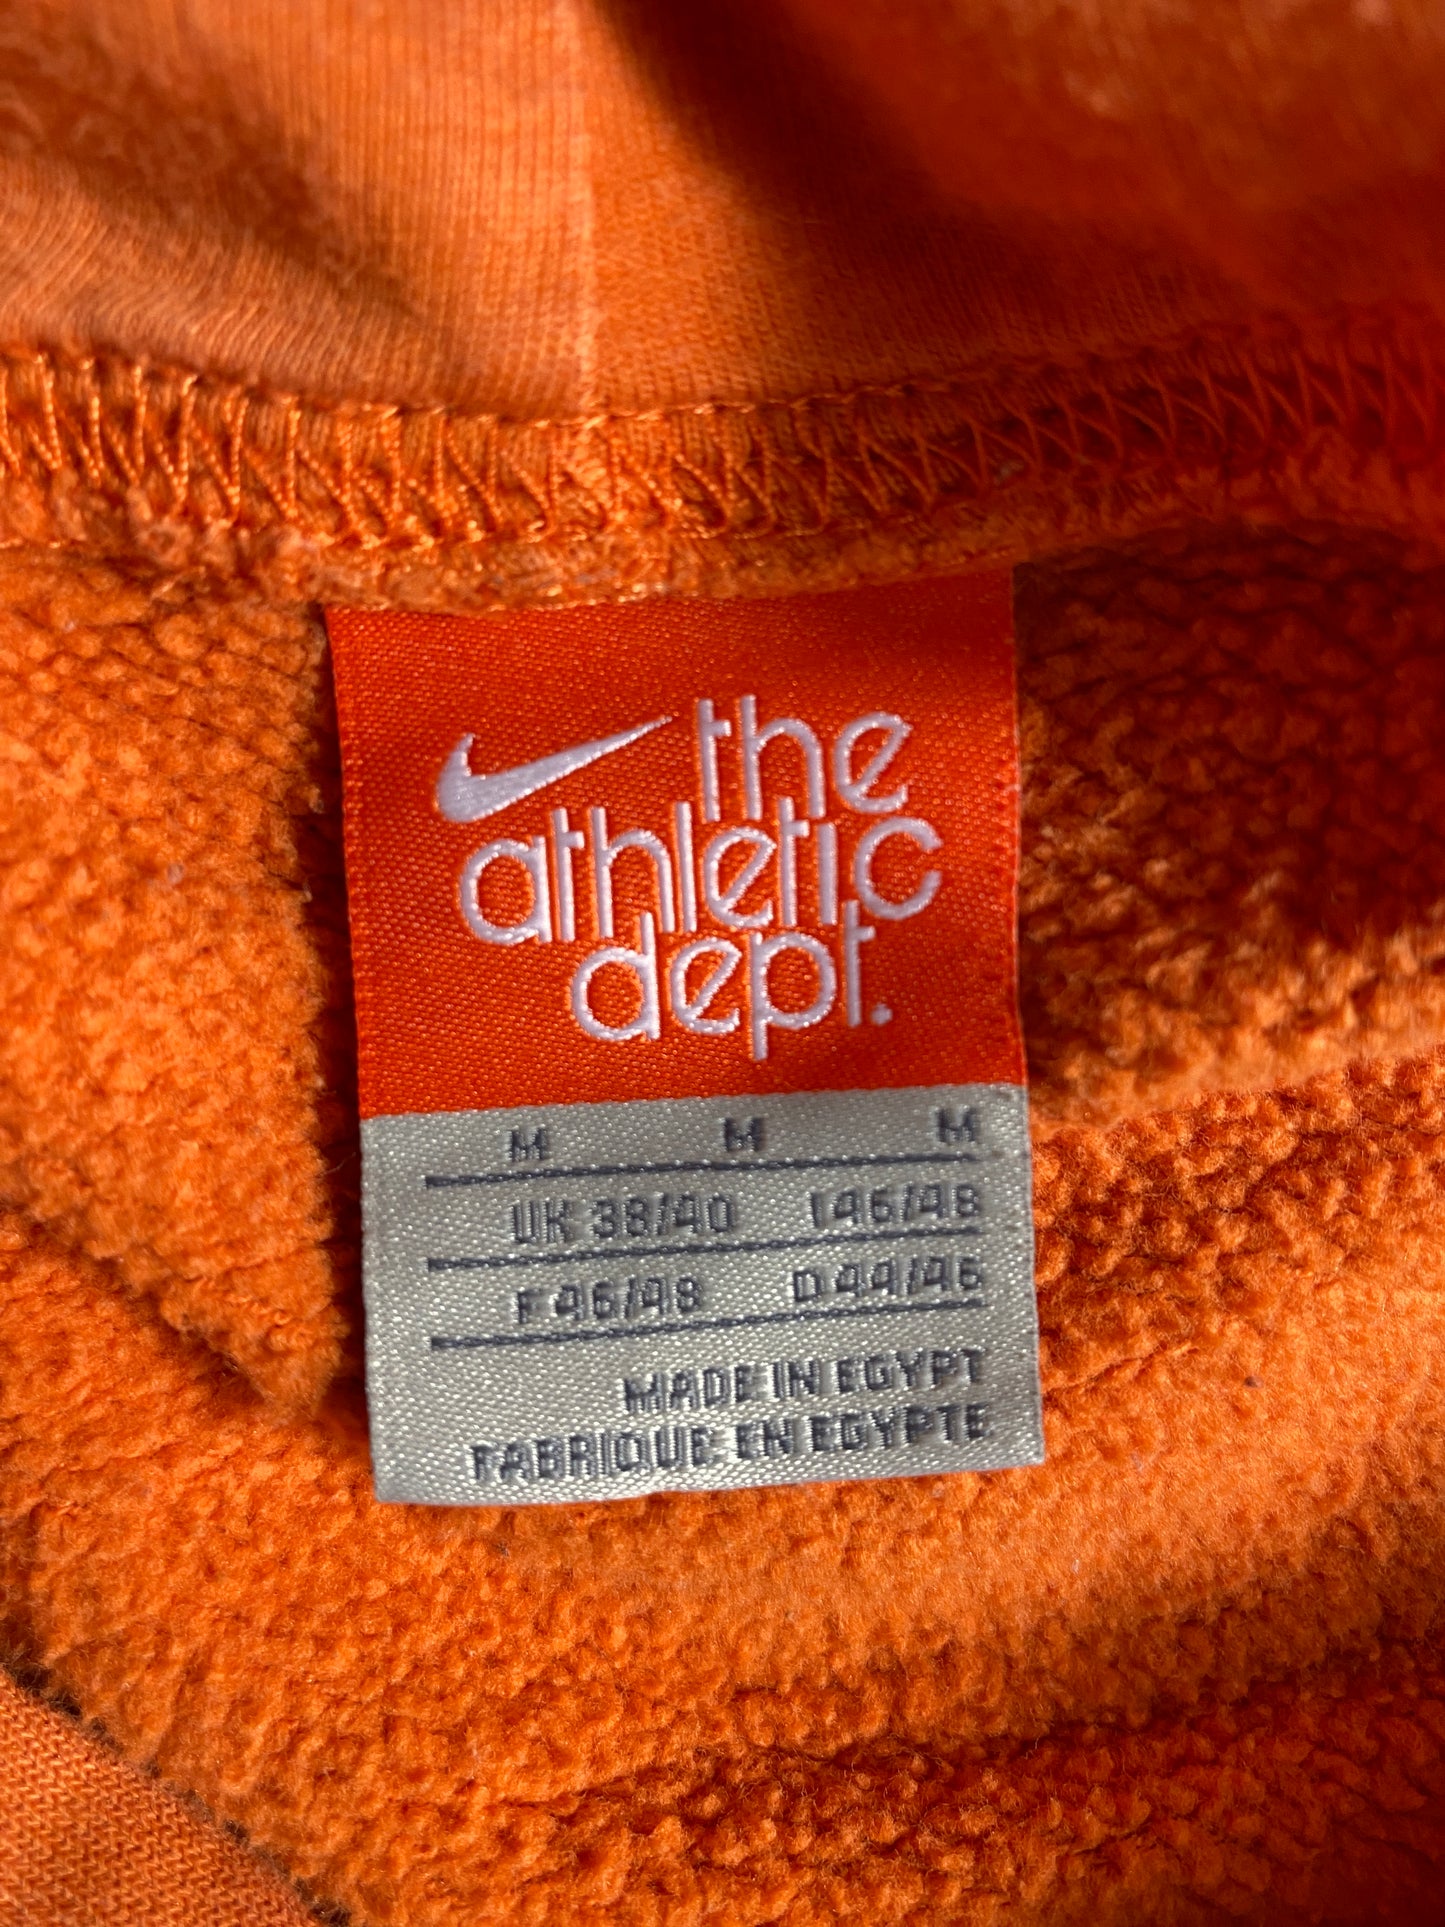 the
athletic
dept.
M M M
UK 38/40 I 46/48
F 46/48 D 44/46
MADE IN EGYPT
FABRIQUE EN EGYPTE